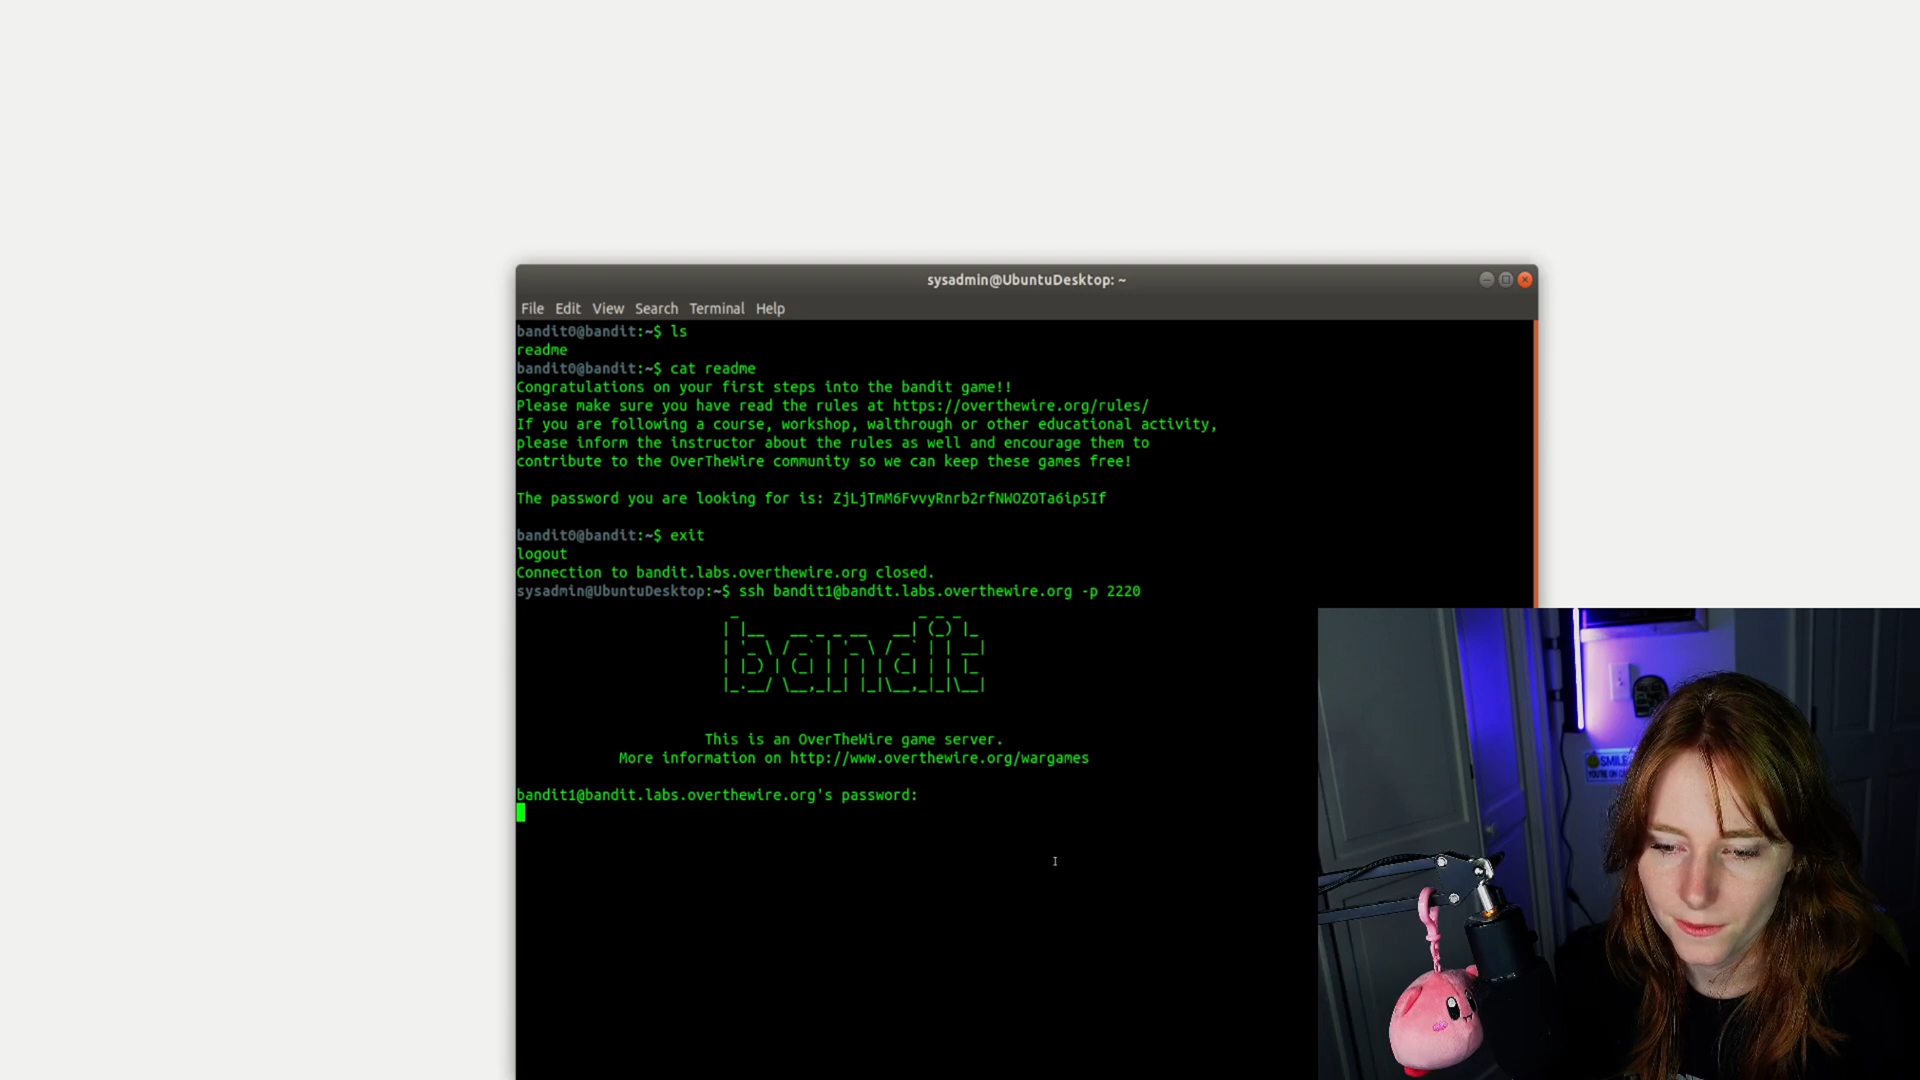 sysadmin@UbuntuDesktop: ~
File Edit View Search Terminal Help
bandit0@bandit:~$ ls
readme
bandit0@bandit:~$ cat readme
Congratulations on your first steps into the bandit game!!
Please make sure you have read the rules at https://overthewire.org/rules/
If you are following a course, workshop, walthrough or other educational activity,
please inform the instructor about the rules as well and encourage them to
contribute to the OverTheWire community so we can keep these games free!
The password you are looking for is: ZjLjTmM6FvvyRnrb2rfNWOZOTa6ip5If
bandit0@bandit:~$ exit
logout
Connection to bandit.labs.overthewire.org closed.
sysadmin@UbuntuDesktop:~$ ssh bandit1@bandit.labs.overthewire.org -p 2220
bandit
This is an OverTheWire game server.
More information on http://www.overthewire.org/wargames
bandit1@bandit.labs.overthewire.org's password:
SMILE